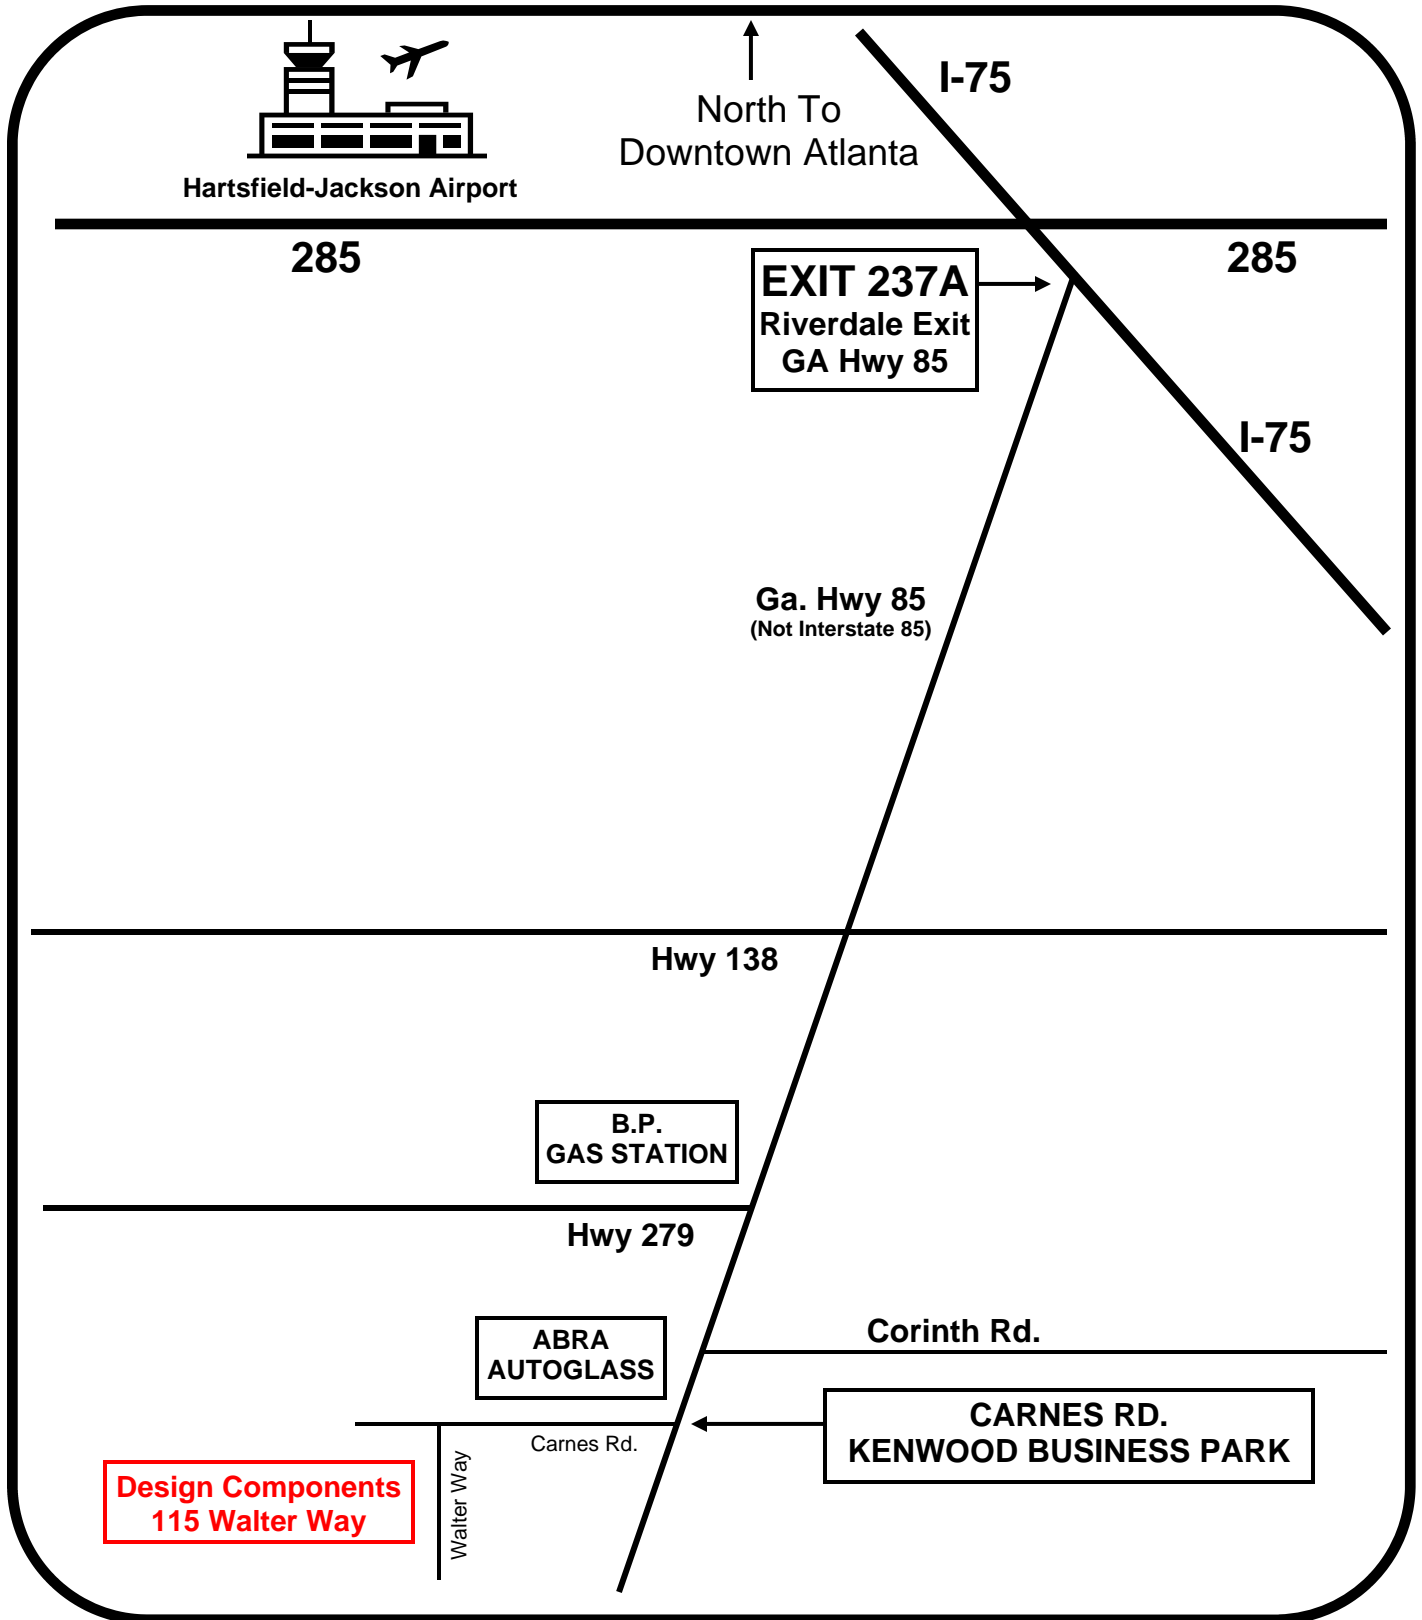 I-75
North To
Downtown Atlanta
Hartsfield-Jackson Airport
285
285
EXIT 237A
Riverdale Exit
GA Hwy 85
I-75
Ga. Hwy 85
(Not Interstate 85)
Hwy 138
B.P.
GAS STATION
Hwy 279
Corinth Rd.
ABRA
AUTOGLASS
CARNES RD.
KENWOOD BUSINESS PARK
Carnes Rd.
Walter Way
Design Components
115 Walter Way